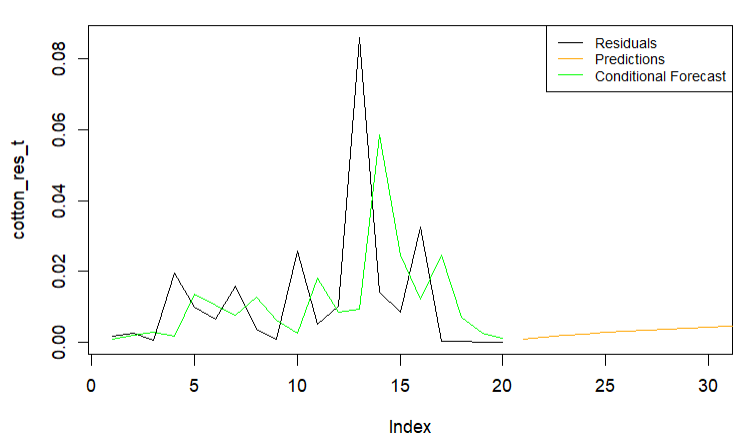 Residuals
Predictions
Conditional Forecast
cotton_res_t
0.08
0.06
0.04
0.02
0.00
0 5 10 15 20 25 30
Index